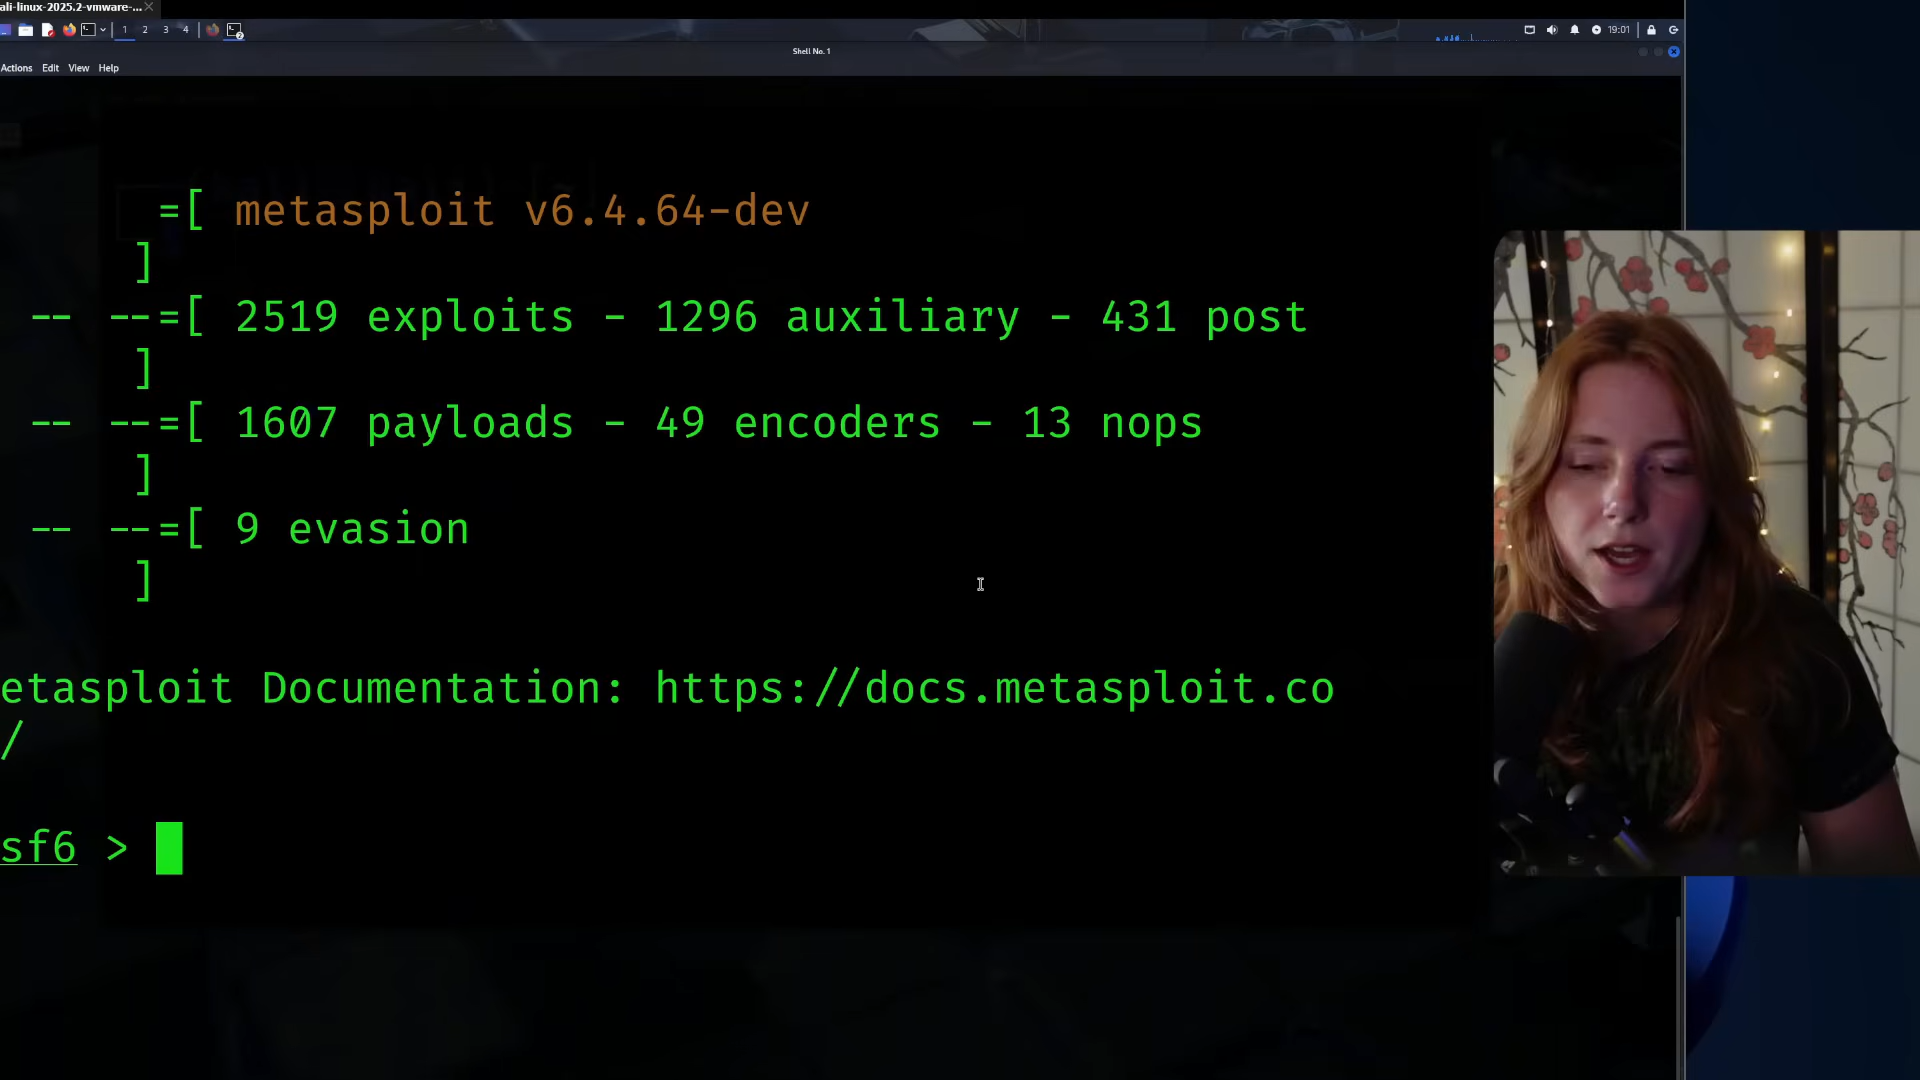 ali-linux-2025.2-vmware-...
1 2 3 4
19:01
Shell No. 1
Actions Edit View Help
=[ metasploit v6.4.64-dev
]
-- --=[ 2519 exploits - 1296 auxiliary - 431 post
]
-- --=[ 1607 payloads - 49 encoders - 13 nops
]
-- --=[ 9 evasion
]
etasploit Documentation: https://docs.metasploit.co
/
sf6 >